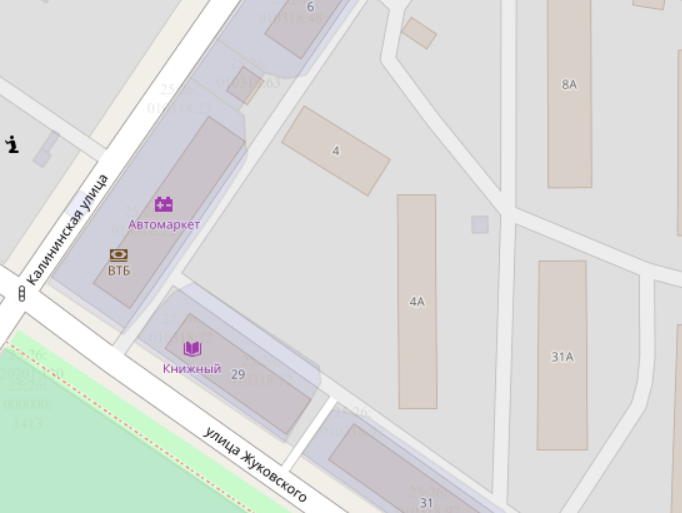 6
8А
4
Калининская улица
Автомаркет
ВТБ
4А
31А
Книжный
29
улица Жуковского
31